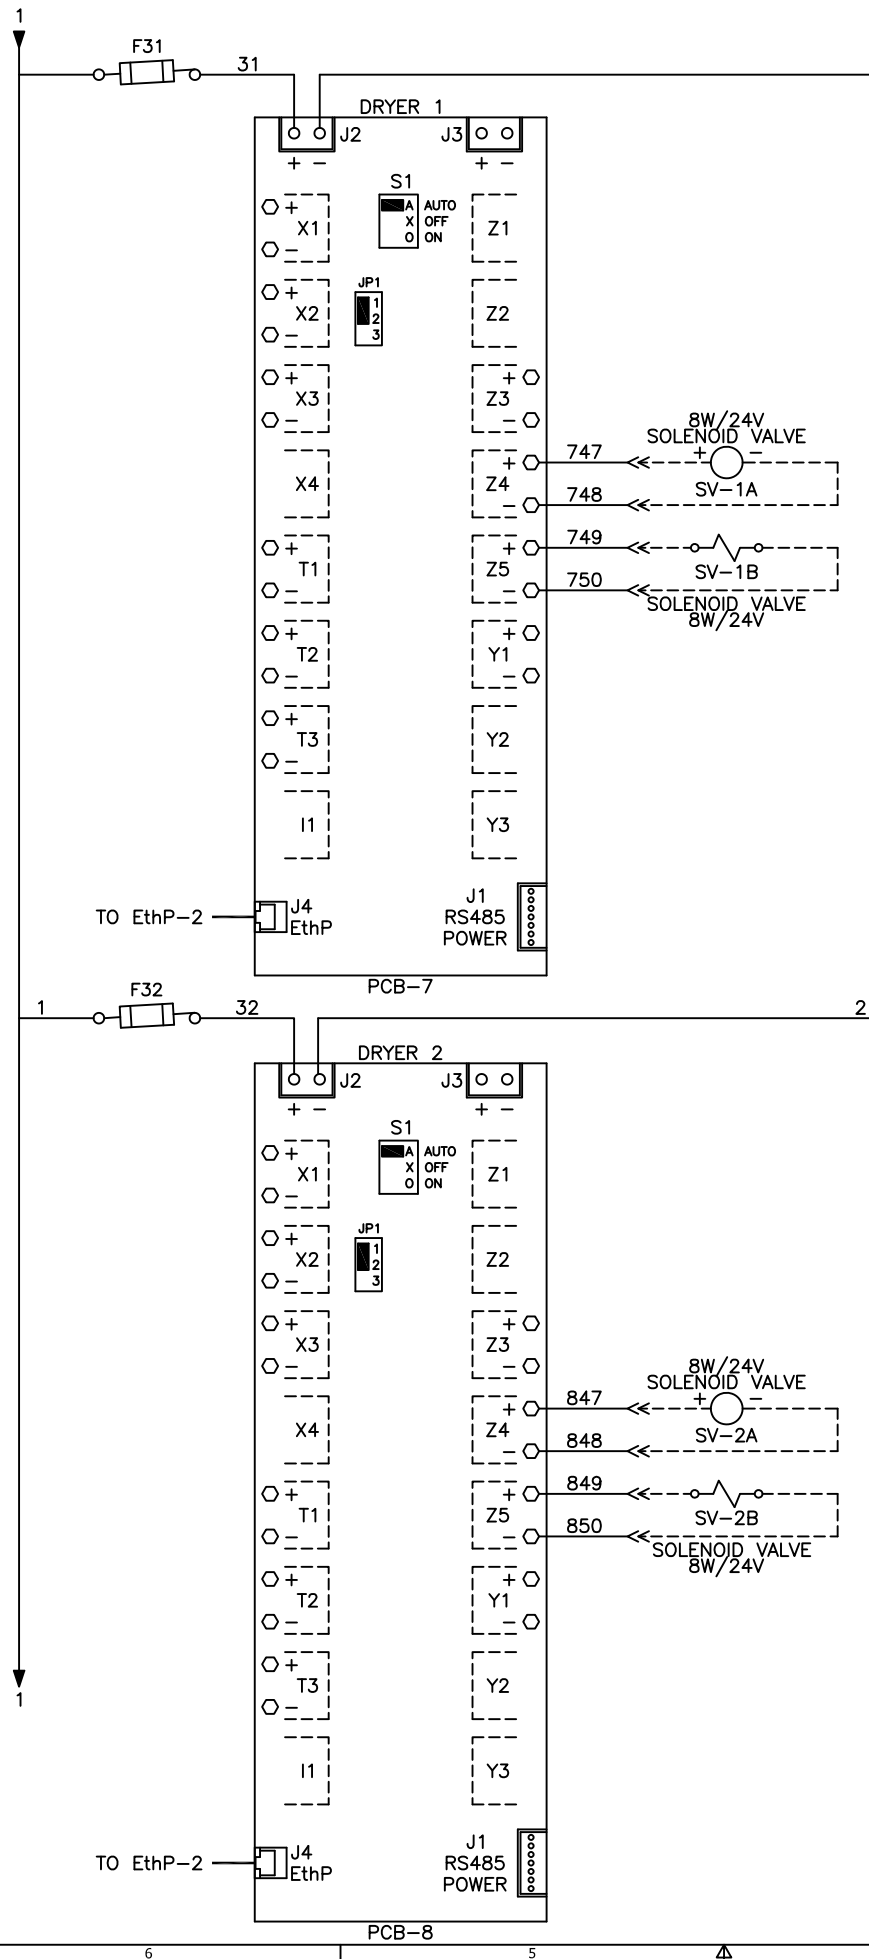 1
F31
31
DRYER 1
J2
J3
+ −
+ −
S1
A AUTO
X OFF
O ON
+
X1
−
Z1
JP1
1
2
3
+
X2
−
Z2
+
X3
−
+
Z3
−
8W/24V
SOLENOID VALVE
X4
+
Z4
−
747
748
+ −
SV−1A
+
T1
−
+
Z5
−
749
750
SV−1B
SOLENOID VALVE
8W/24V
+
T2
−
+
Y1
−
+
T3
−
Y2
I1
Y3
TO EthP−2
J4
EthP
J1
RS485
POWER
PCB−7
1
F32
32
2
DRYER 2
J2
J3
+ −
+ −
S1
A AUTO
X OFF
O ON
+
X1
−
Z1
JP1
1
2
3
+
X2
−
Z2
+
X3
−
+
Z3
−
8W/24V
SOLENOID VALVE
X4
+
Z4
−
847
848
+ −
SV−2A
+
T1
−
+
Z5
−
849
850
SV−2B
SOLENOID VALVE
8W/24V
+
T2
−
+
Y1
−
+
T3
−
Y2
1
I1
Y3
TO EthP−2
J4
EthP
J1
RS485
POWER
PCB−8
6
5